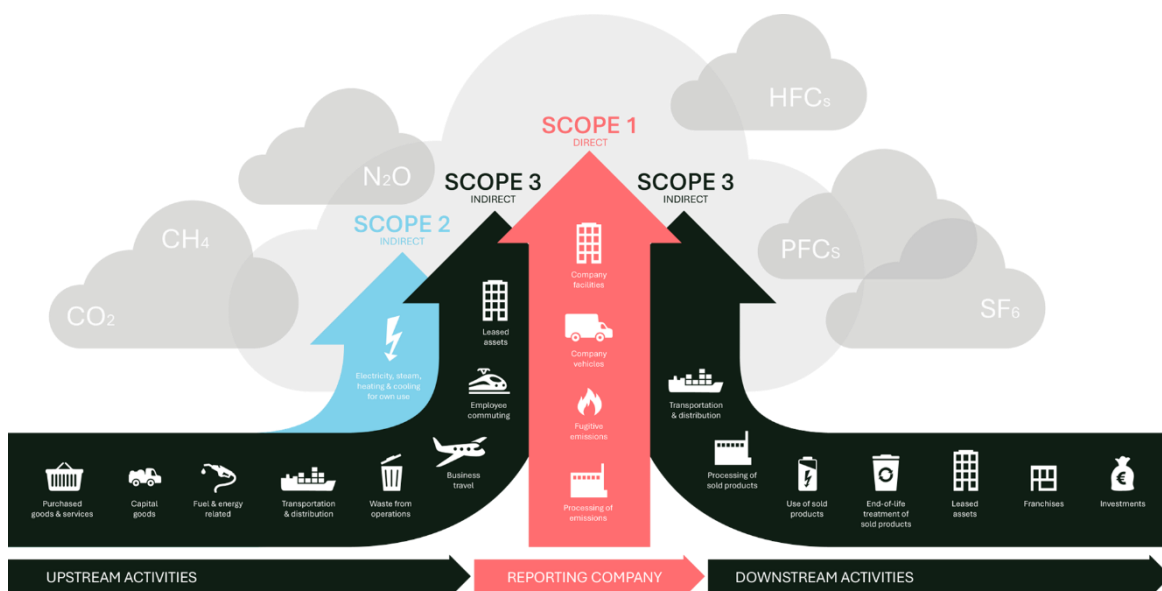 HFCs
SCOPE 1
DIRECT
N₂O
SCOPE 3
INDIRECT
SCOPE 3
INDIRECT
CH₄
SCOPE 2
INDIRECT
PFCs
CO₂
SF₆
Company
facilities
Leased
assets
Company
vehicles
Electricity, steam,
heating & cooling
for own use
Employee
commuting
Transportation
& distribution
Fugitive
emissions
Business
travel
Processing of
sold products
Purchased
goods & services
Capital
goods
Fuel & energy
related
Transportation
& distribution
Waste from
operations
Processing of
emissions
Use of sold
products
End-of-life
treatment of
sold products
Leased
assets
Franchises
€
Investments
UPSTREAM ACTIVITIES
REPORTING COMPANY
DOWNSTREAM ACTIVITIES